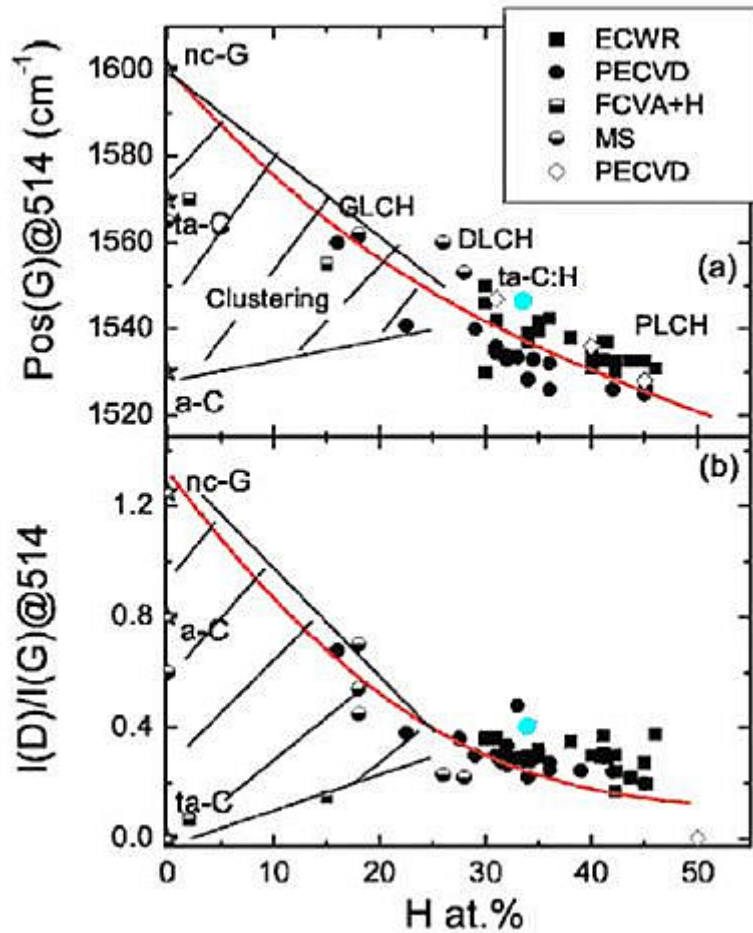 ECWR
PECVD
FCVA+H
MS
PECVD
Pos(G)@514 (cm⁻¹)
1600
1580
1560
1540
1520
nc-G
ta-C
GLCH
DLCH
ta-C:H
(a)
Clustering
PLCH
a-C
I(D)/I(G)@514
1.2
0.8
0.4
0.0
nc-G
(b)
a-C
ta-C
0
10
20
30
40
50
H at.%